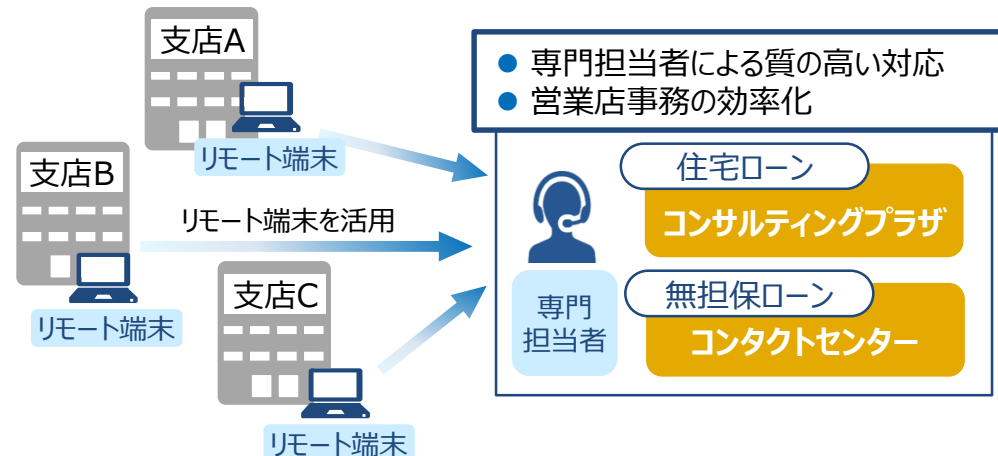 支店A
リモート端末
支店B
リモート端末
リモート端末を活用
支店C
リモート端末
● 専門担当者による質の高い対応
● 営業店事務の効率化
専門
担当者
住宅ローン
コンサルティングプラザ
無担保ローン
コンタクトセンター